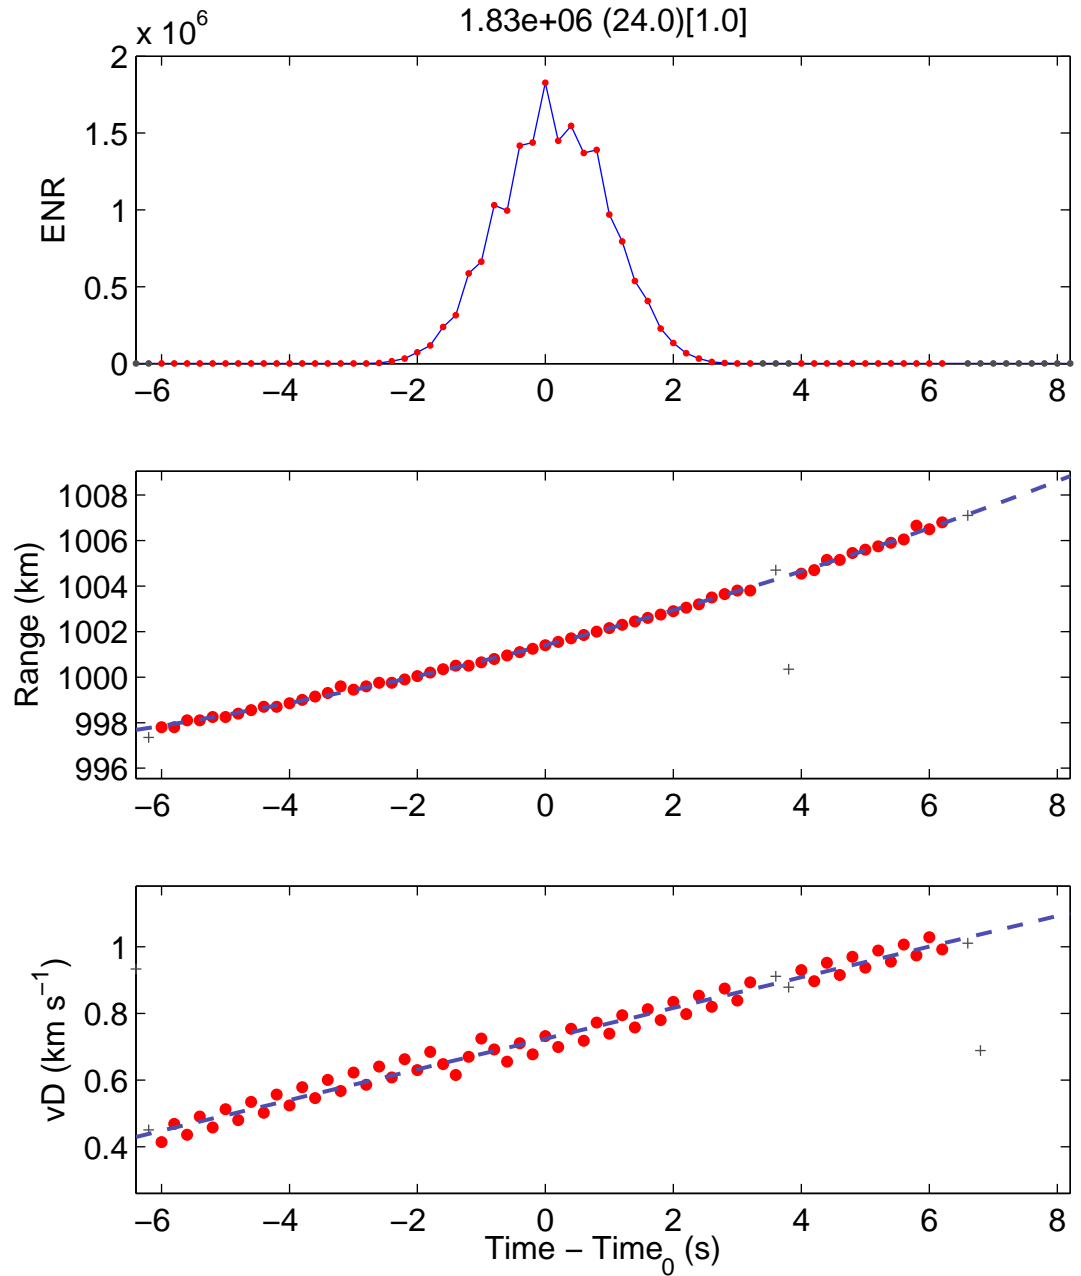 1.83e+06 (24.0)[1.0]
x 10^6
2
1.5
1
0.5
0
ENR
−6 −4 −2 0 2 4 6 8
1008
1006
1004
1002
1000
998
996
Range (km)
−6 −4 −2 0 2 4 6 8
1
0.8
0.6
0.4
vD (km s^−1)
−6 −4 −2 0 2 4 6 8
Time − Time_0 (s)